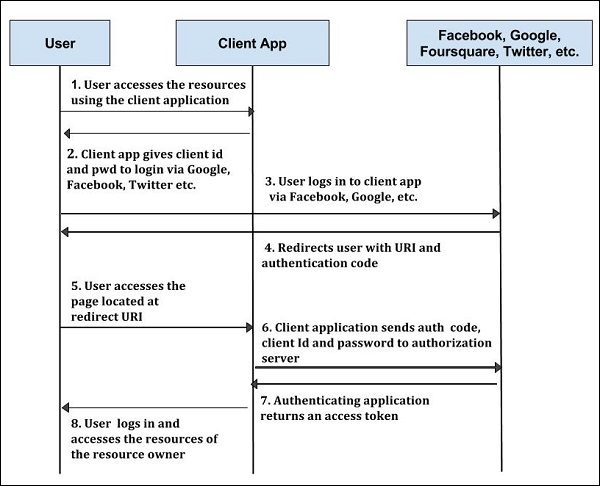 User
Client App
Facebook, Google,
Foursquare, Twitter, etc.
1. User accesses the resources
using the client application
2. Client app gives client id
and pwd to login via Google,
Facebook, Twitter etc.
3. User logs in to client app
via Facebook, Google, etc.
4. Redirects user with URI and
authentication code
5. User accesses the
page located at
redirect URI
6. Client application sends auth code,
client Id and password to authorization
server
7. Authenticating application
returns an access token
8. User logs in and
accesses the resources of
the resource owner